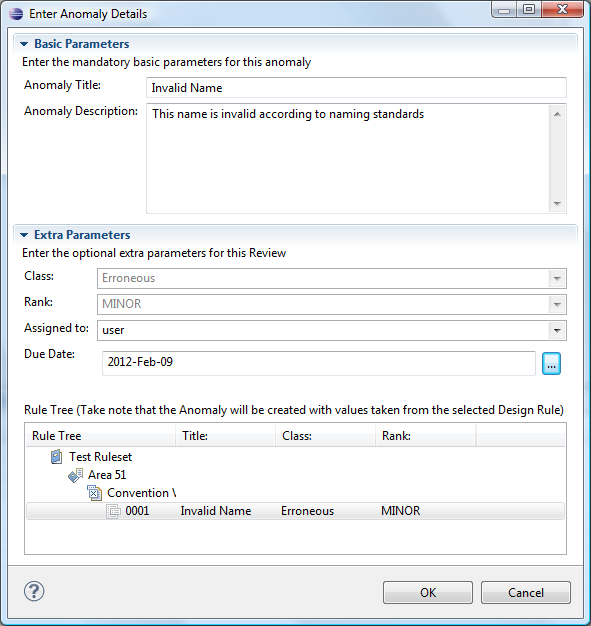 Enter Anomaly Details
Basic Parameters
Enter the mandatory basic parameters for this anomaly
Anomaly Title:
Invalid Name
Anomaly Description:
This name is invalid according to naming standards
Extra Parameters
Enter the optional extra parameters for this Review
Class:
Erroneous
Rank:
MINOR
Assigned to:
user
Due Date:
2012-Feb-09
...
Rule Tree (Take note that the Anomaly will be created with values taken from the selected Design Rule)
Rule Tree Title: Class: Rank:
Test Ruleset
Area 51
Convention \
0001 Invalid Name Erroneous MINOR
?
OK
Cancel